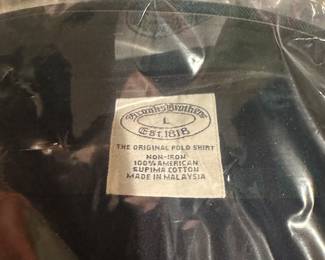 Brooks Brothers
L
Est. 1818
THE ORIGINAL POLO SHIRT
NON-IRON
100% AMERICAN
SUPIMA COTTON
MADE IN MALAYSIA